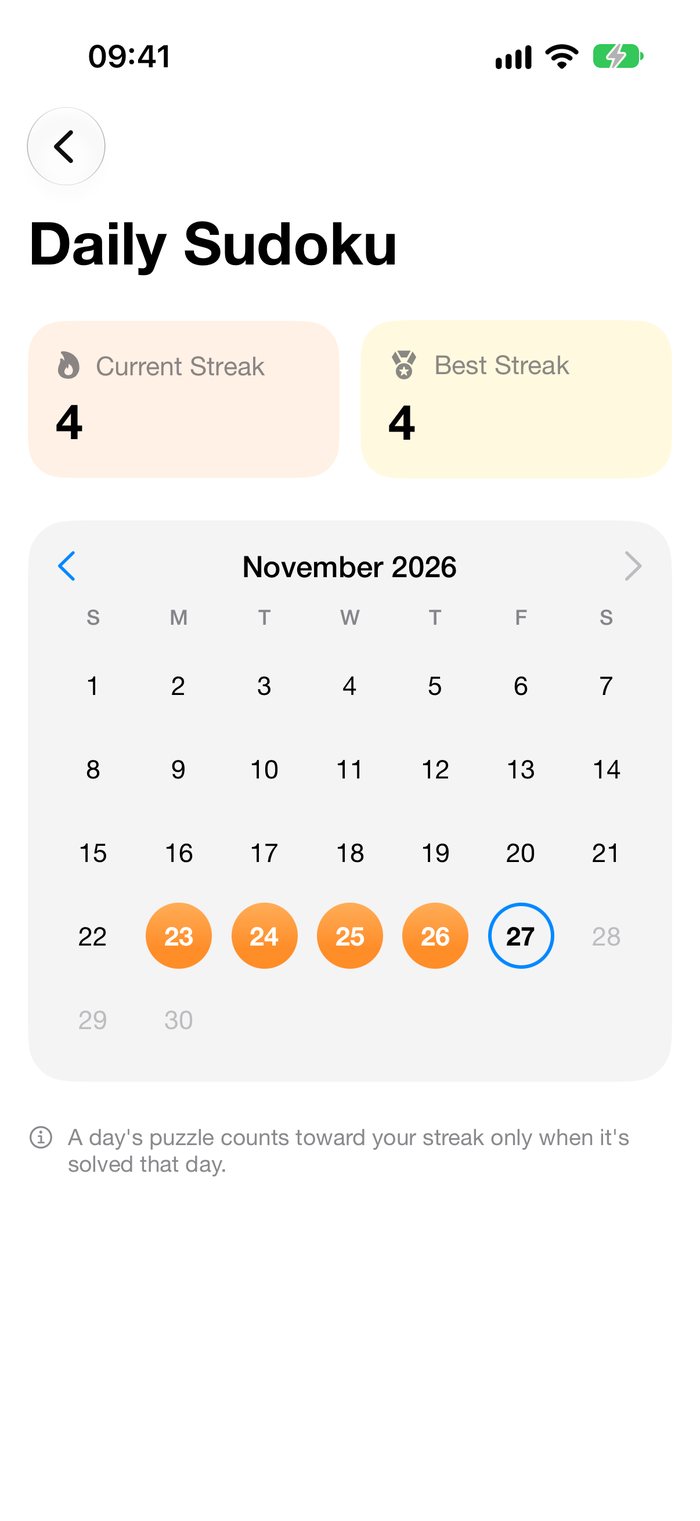 09:41
Daily Sudoku
Current Streak
4
Best Streak
4
November 2026
S M T W T F S
1 2 3 4 5 6 7
8 9 10 11 12 13 14
15 16 17 18 19 20 21
22 23 24 25 26 27 28
29 30
A day's puzzle counts toward your streak only when it's
solved that day.